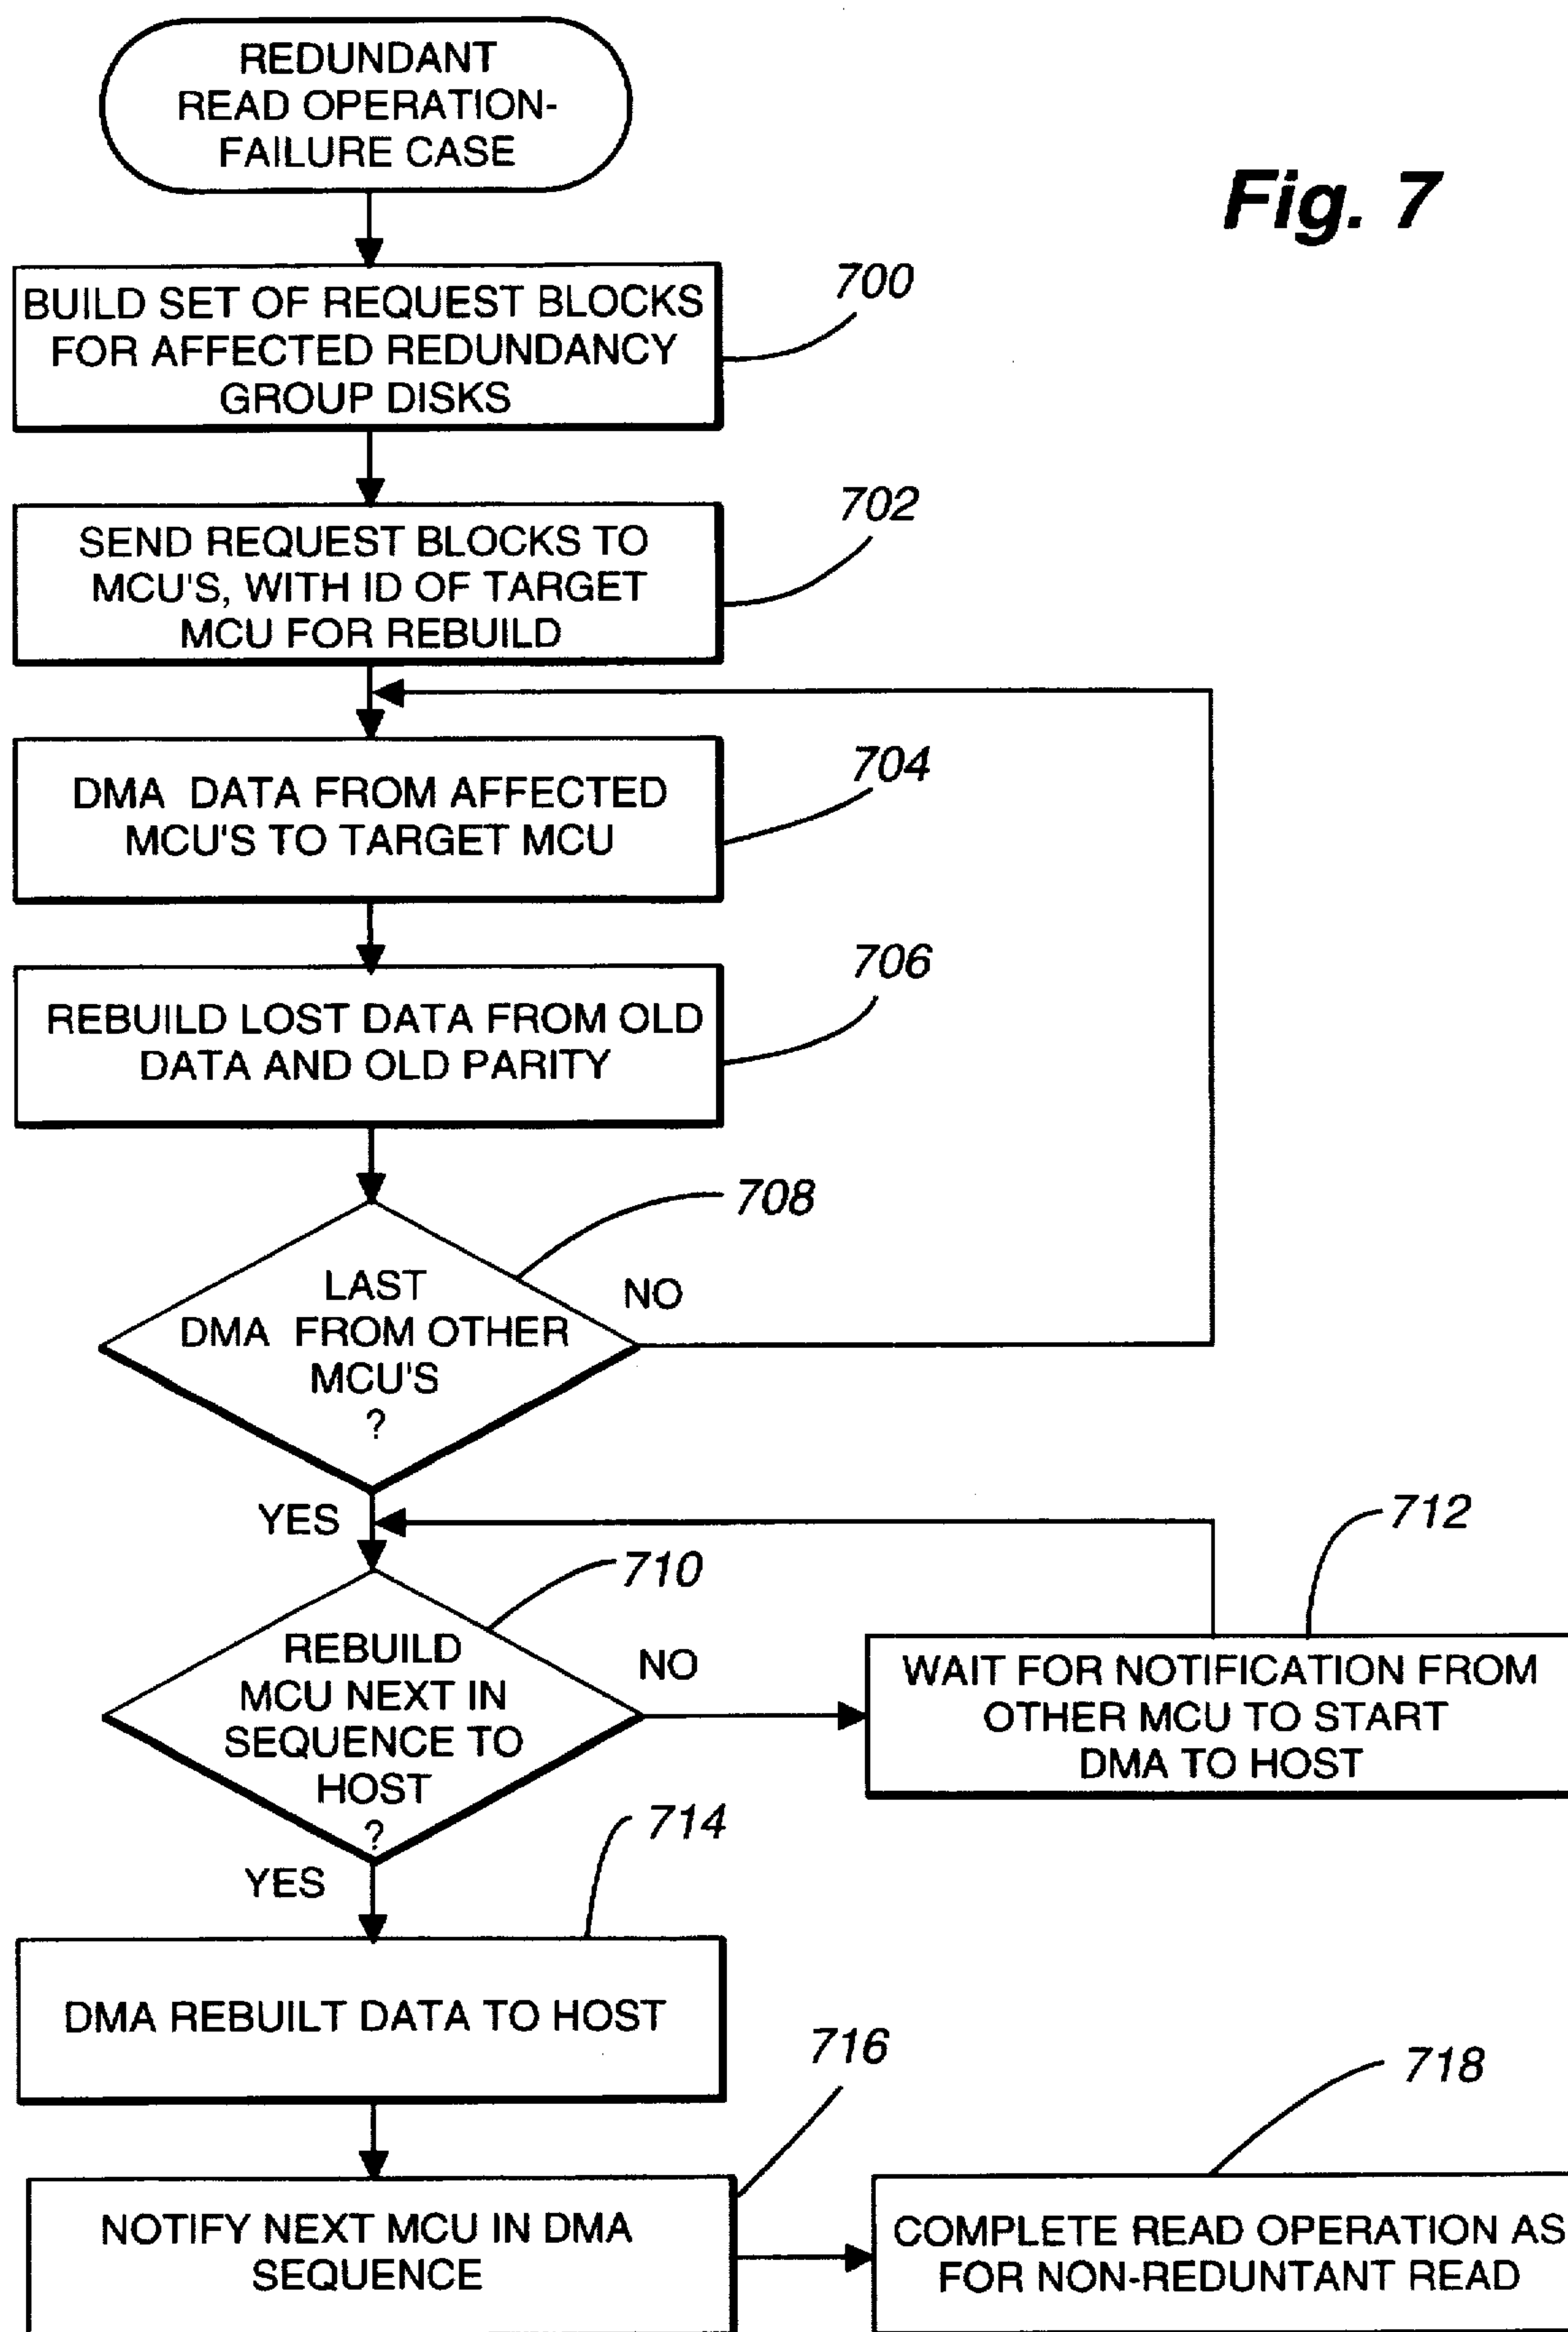 REDUNDANT
READ OPERATION-
FAILURE CASE
Fig. 7
BUILD SET OF REQUEST BLOCKS
FOR AFFECTED REDUNDANCY
GROUP DISKS
700
SEND REQUEST BLOCKS TO
MCU'S, WITH ID OF TARGET
MCU FOR REBUILD
702
DMA DATA FROM AFFECTED
MCU'S TO TARGET MCU
704
REBUILD LOST DATA FROM OLD
DATA AND OLD PARITY
706
LAST
DMA FROM OTHER
MCU'S
?
708
NO
YES
REBUILD
MCU NEXT IN
SEQUENCE TO
HOST
?
710
NO
WAIT FOR NOTIFICATION FROM
OTHER MCU TO START
DMA TO HOST
712
YES
DMA REBUILT DATA TO HOST
714
NOTIFY NEXT MCU IN DMA
SEQUENCE
716
COMPLETE READ OPERATION AS
FOR NON-REDUNTANT READ
718